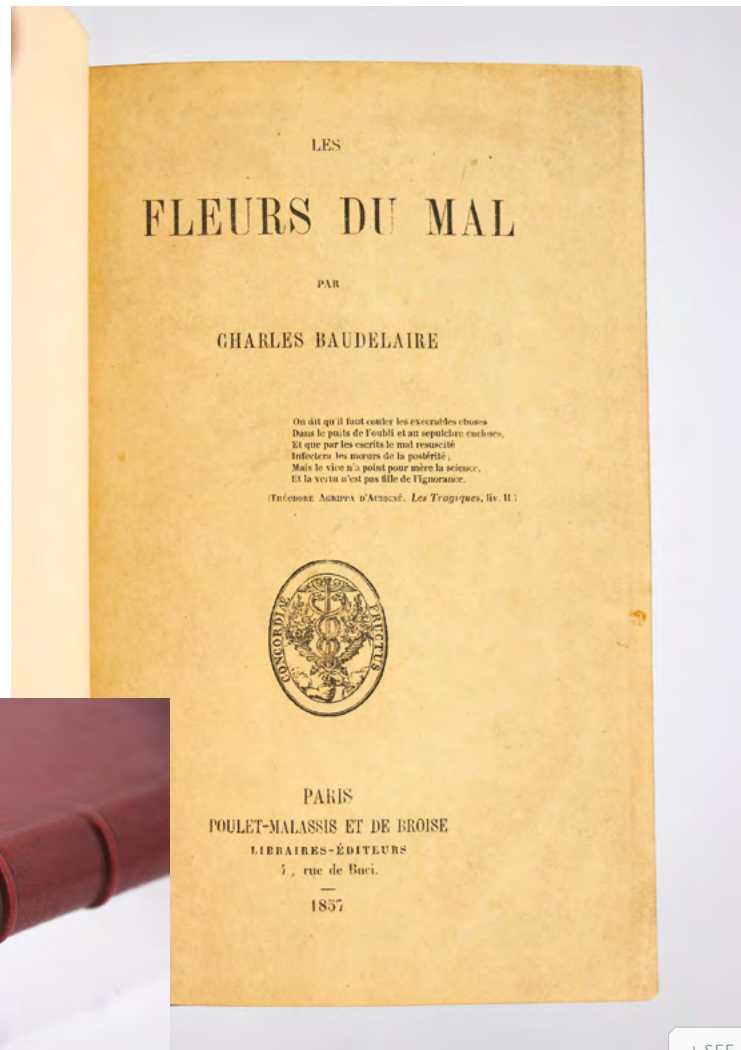 LES
FLEURS DU MAL
PAR
CHARLES BAUDELAIRE
On dit qu'il faut couler les execrables choses
Dans le puits de l'oubli et au sepulchre encloses,
Et que par les escrits le mal resuscité
Infectera les mœurs de la postérité ;
Mais le vice n'a point pour mère la science,
Et la vertu n'est pas fille de l'ignorance.
(THÉODORE AGRIPPA D'AUBIGNÉ, Les Tragiques, liv. II.)
CONCORDIÆ FRUCTUS
PARIS
POULET-MALASSIS ET DE BROISE
LIBRAIRES-ÉDITEURS
4, rue de Buci.
1857